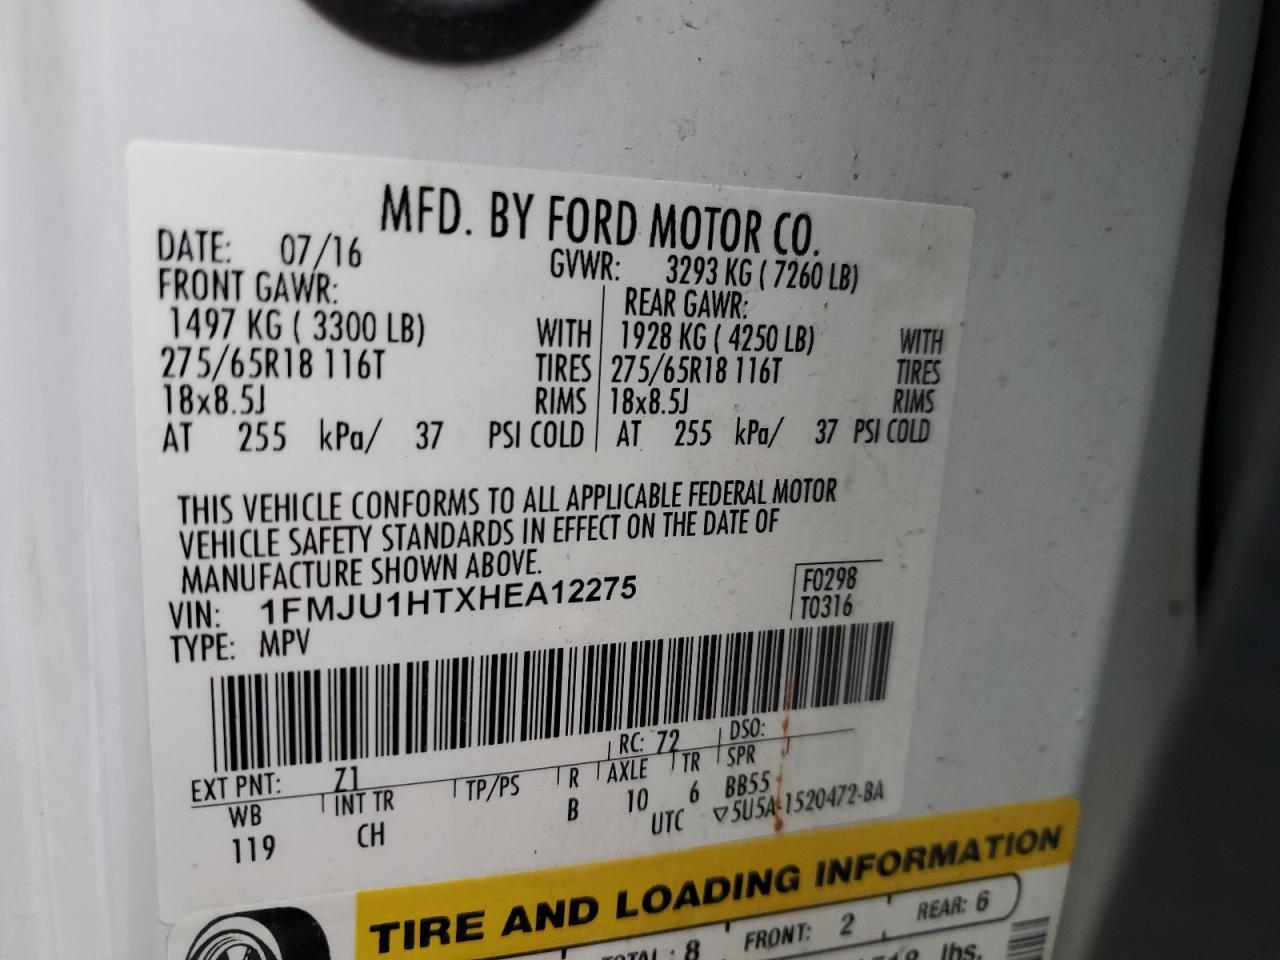 MFD. BY FORD MOTOR CO.
DATE: 07/16 GVWR: 3293 KG ( 7260 LB)
FRONT GAWR: REAR GAWR:
1497 KG ( 3300 LB) WITH 1928 KG ( 4250 LB) WITH
275/65R18 116T TIRES 275/65R18 116T TIRES
18x8.5J RIMS 18x8.5J RIMS
AT 255 kPa/ 37 PSI COLD AT 255 kPa/ 37 PSI COLD
THIS VEHICLE CONFORMS TO ALL APPLICABLE FEDERAL MOTOR
VEHICLE SAFETY STANDARDS IN EFFECT ON THE DATE OF
MANUFACTURE SHOWN ABOVE.
VIN: 1FMJU1HTXHEA12275 F0298
TYPE: MPV T0316
EXT PNT: Z1 RC: 72 DSO:
WB INT TR TP/PS R AXLE TR SPR
119 CH B 10 6 BB55
UTC ▽5U5A-1520472-BA
TIRE AND LOADING INFORMATION
TOTAL : 8 FRONT: 2 REAR: 6
lbs.